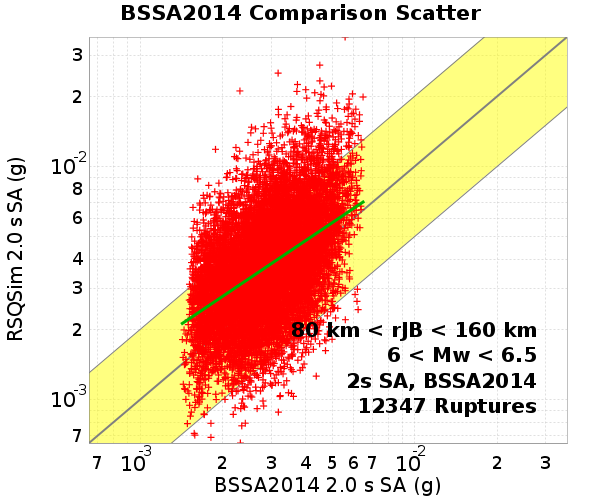 BSSA2014 Comparison Scatter
RSQSim 2.0 s SA (g)
3
2
10-2
8
6
4
3
2
10-3
7
80 km < rJB < 160 km
6 < Mw < 6.5
2s SA, BSSA2014
12347 Ruptures
7 10-3 2 3 4 5 6 7 10-2 2 3
BSSA2014 2.0 s SA (g)